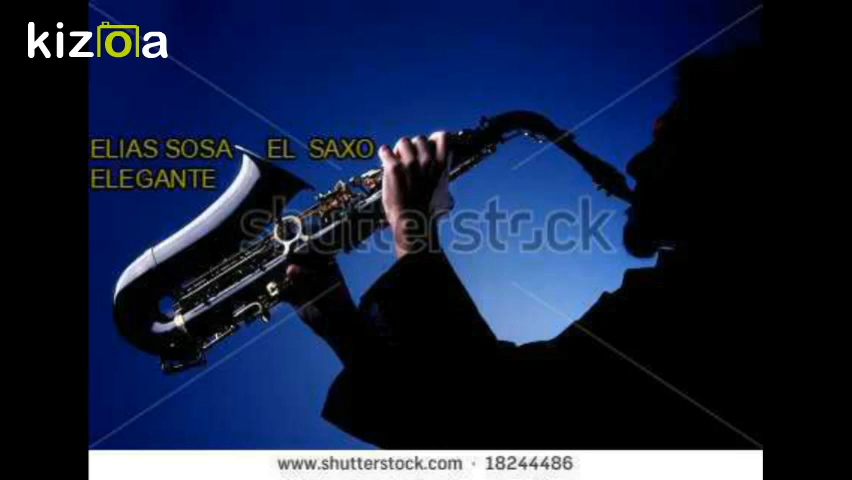 kizoa
ELIAS SOSA - EL SAXO
ELEGANTE
shutterstock
www.shutterstock.com · 18244486